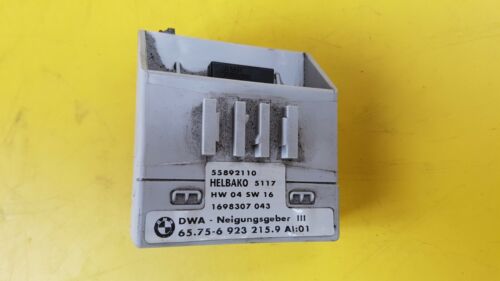 55892110
HELBAKO 5117
HW 04 SW 16
1698307 043
DWA - Neigungsgeber III
65.75-6 923 215.9 AI:01